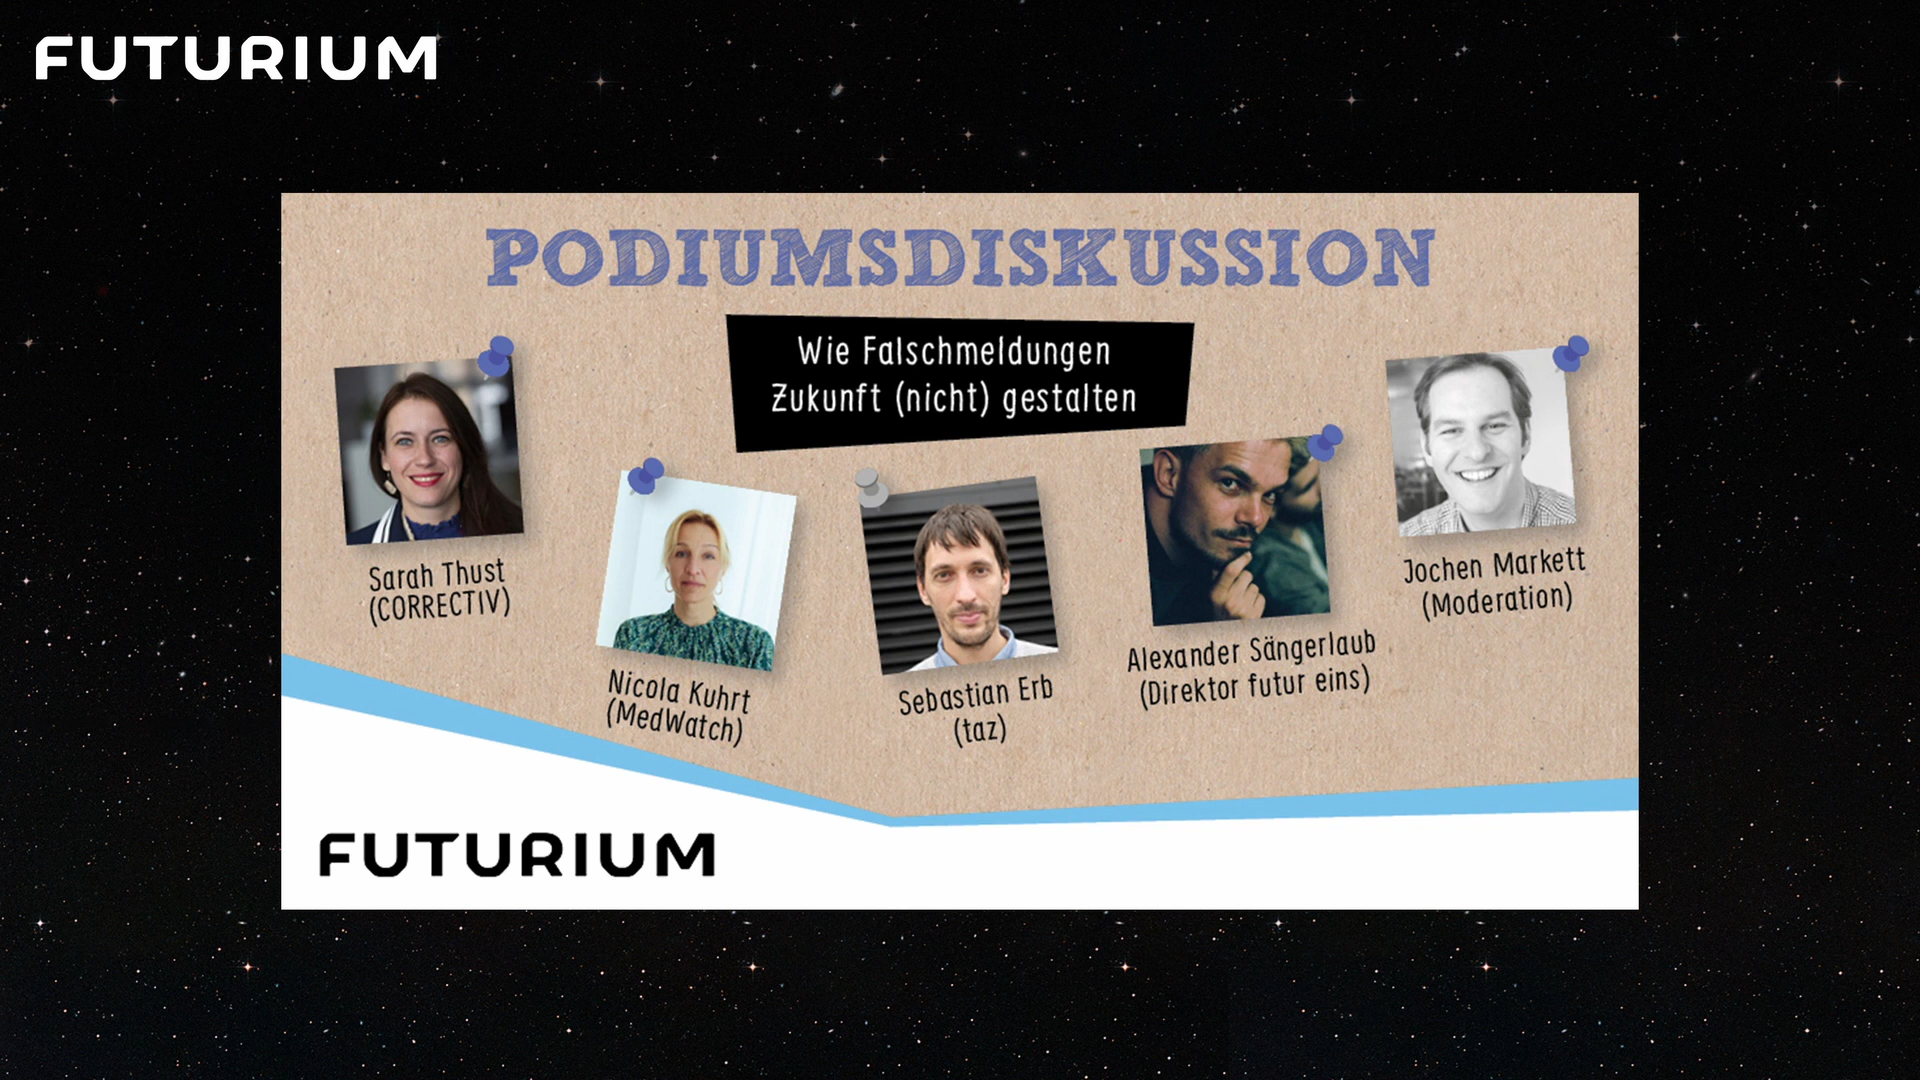 FUTURIUM
PODIUMSDISKUSSION
Wie Falschmeldungen
Zukunft (nicht) gestalten
Sarah Thust
(CORRECTIV)
Nicola Kuhrt
(MedWatch)
Sebastian Erb
(taz)
Alexander Sängerlaub
(Direktor futur eins)
Jochen Markett
(Moderation)
FUTURIUM